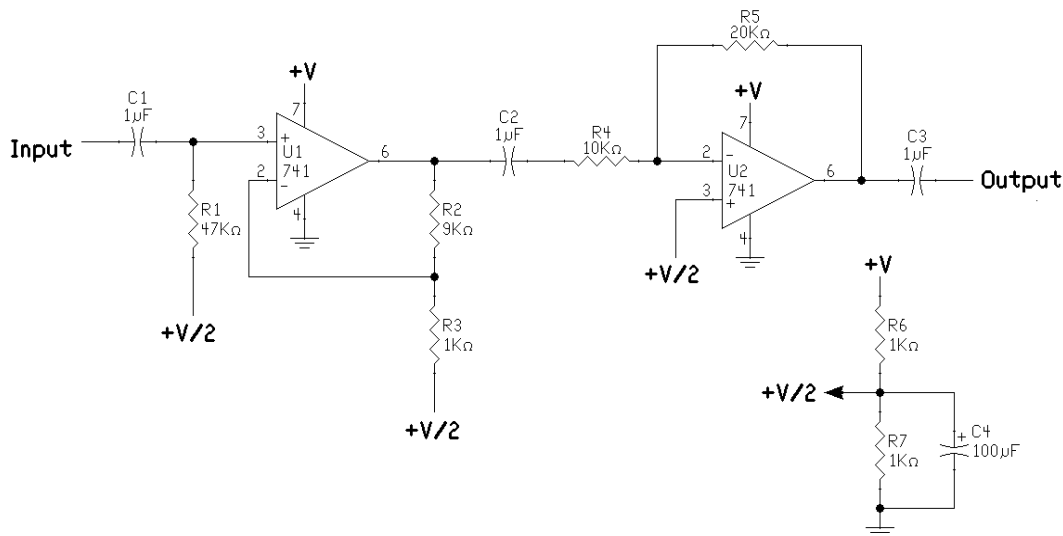 R5
20KΩ
+V
+V
C1
1µF
7
C2
1µF
7
R4
10KΩ
C3
1µF
Input
3
+
U1
6
2
-
U2
2
741
-
741
6
Output
3
+
R1
47KΩ
4
R2
9KΩ
4
+V/2
+V
+V/2
R3
1KΩ
R6
1KΩ
+V/2
+V/2
R7
1KΩ
+
C4
100µF